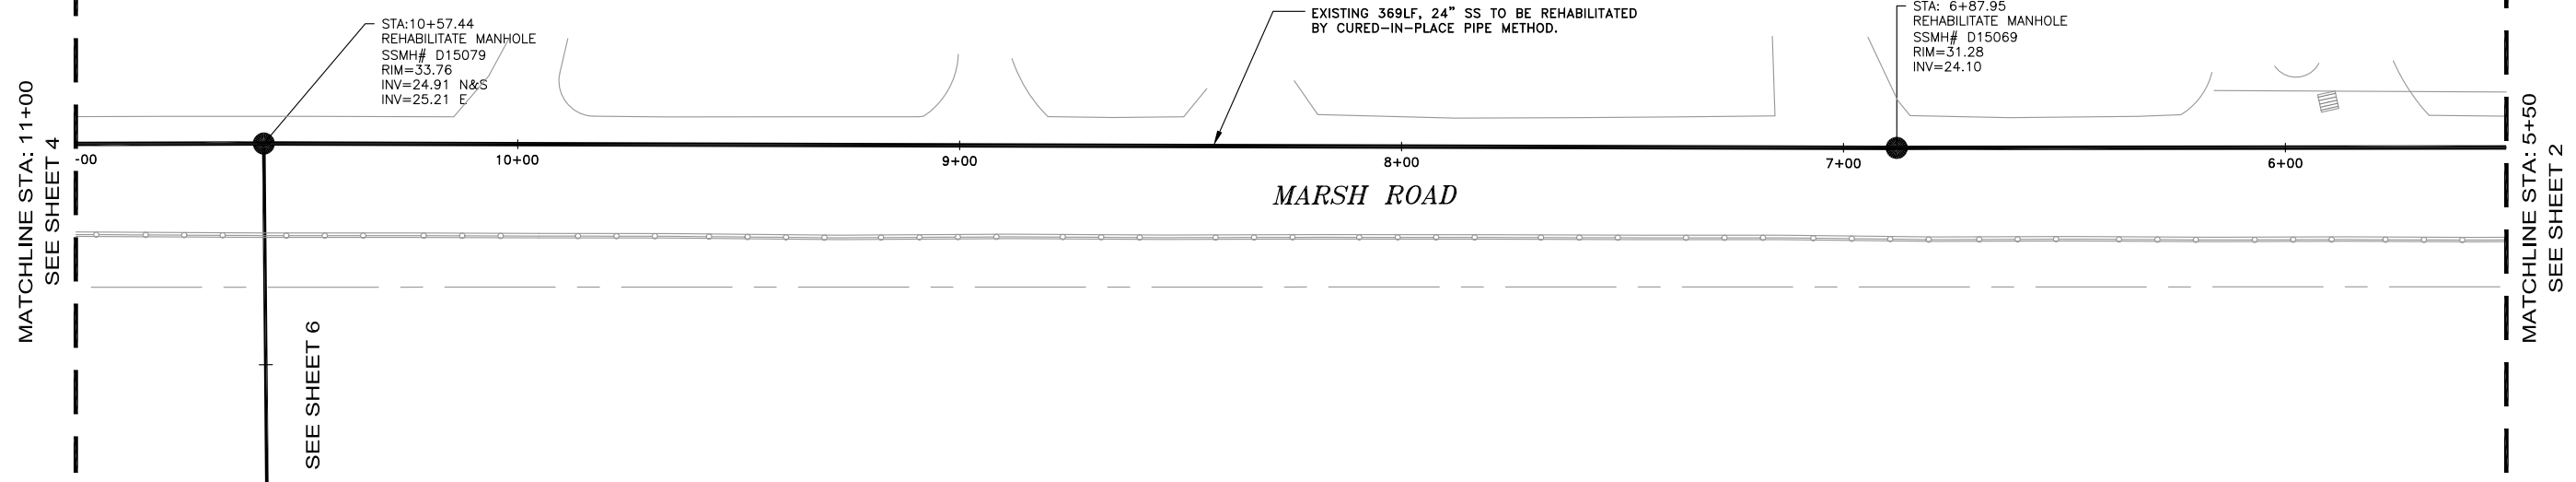 STA:10+57.44
REHABILITATE MANHOLE
SSMH# D15079
RIM=33.76
INV=24.91 N&S
INV=25.21 E
EXISTING 369LF, 24" SS TO BE REHABILITATED
BY CURED-IN-PLACE PIPE METHOD.
STA: 6+87.95
REHABILITATE MANHOLE
SSMH# D15069
RIM=31.28
INV=24.10
MATCHLINE STA: 11+00
SEE SHEET 4
-00
10+00
9+00
8+00
7+00
6+00
MARSH ROAD
SEE SHEET 6
MATCHLINE STA: 5+50
SEE SHEET 2